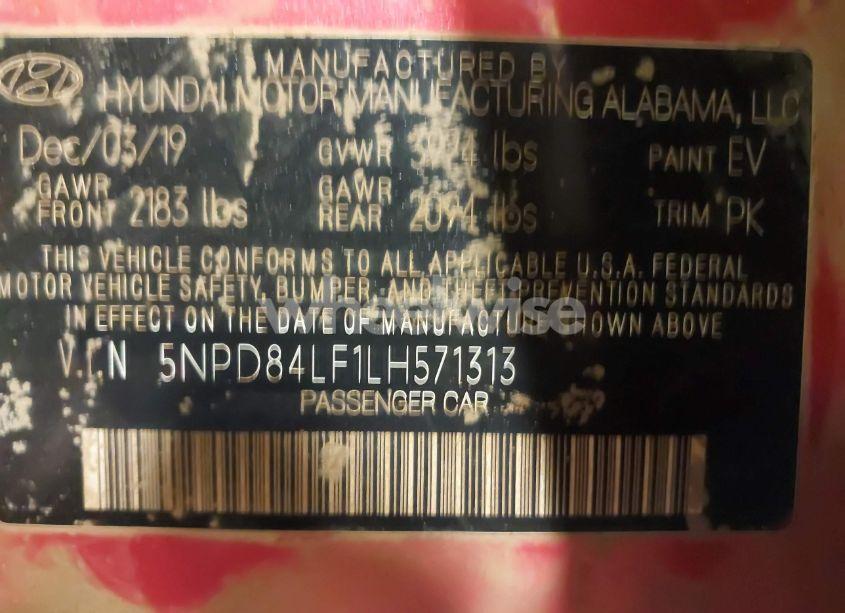 MANUFACTURED BY
HYUNDAI MOTOR MANUFACTURING ALABAMA, LLC
Dec/03/19 GVWR lbs PAINT EV
GAWR FRONT 2183 lbs GAWR REAR 2094 lbs TRIM PK
THIS VEHICLE CONFORMS TO ALL APPLICABLE U.S.A. FEDERAL
MOTOR VEHICLE SAFETY, BUMPER, AND THEFT PREVENTION STANDARDS
IN EFFECT ON THE DATE OF MANUFACTURE SHOWN ABOVE
V.I.N 5NPD84LF1LH571313
PASSENGER CAR
wheelwise